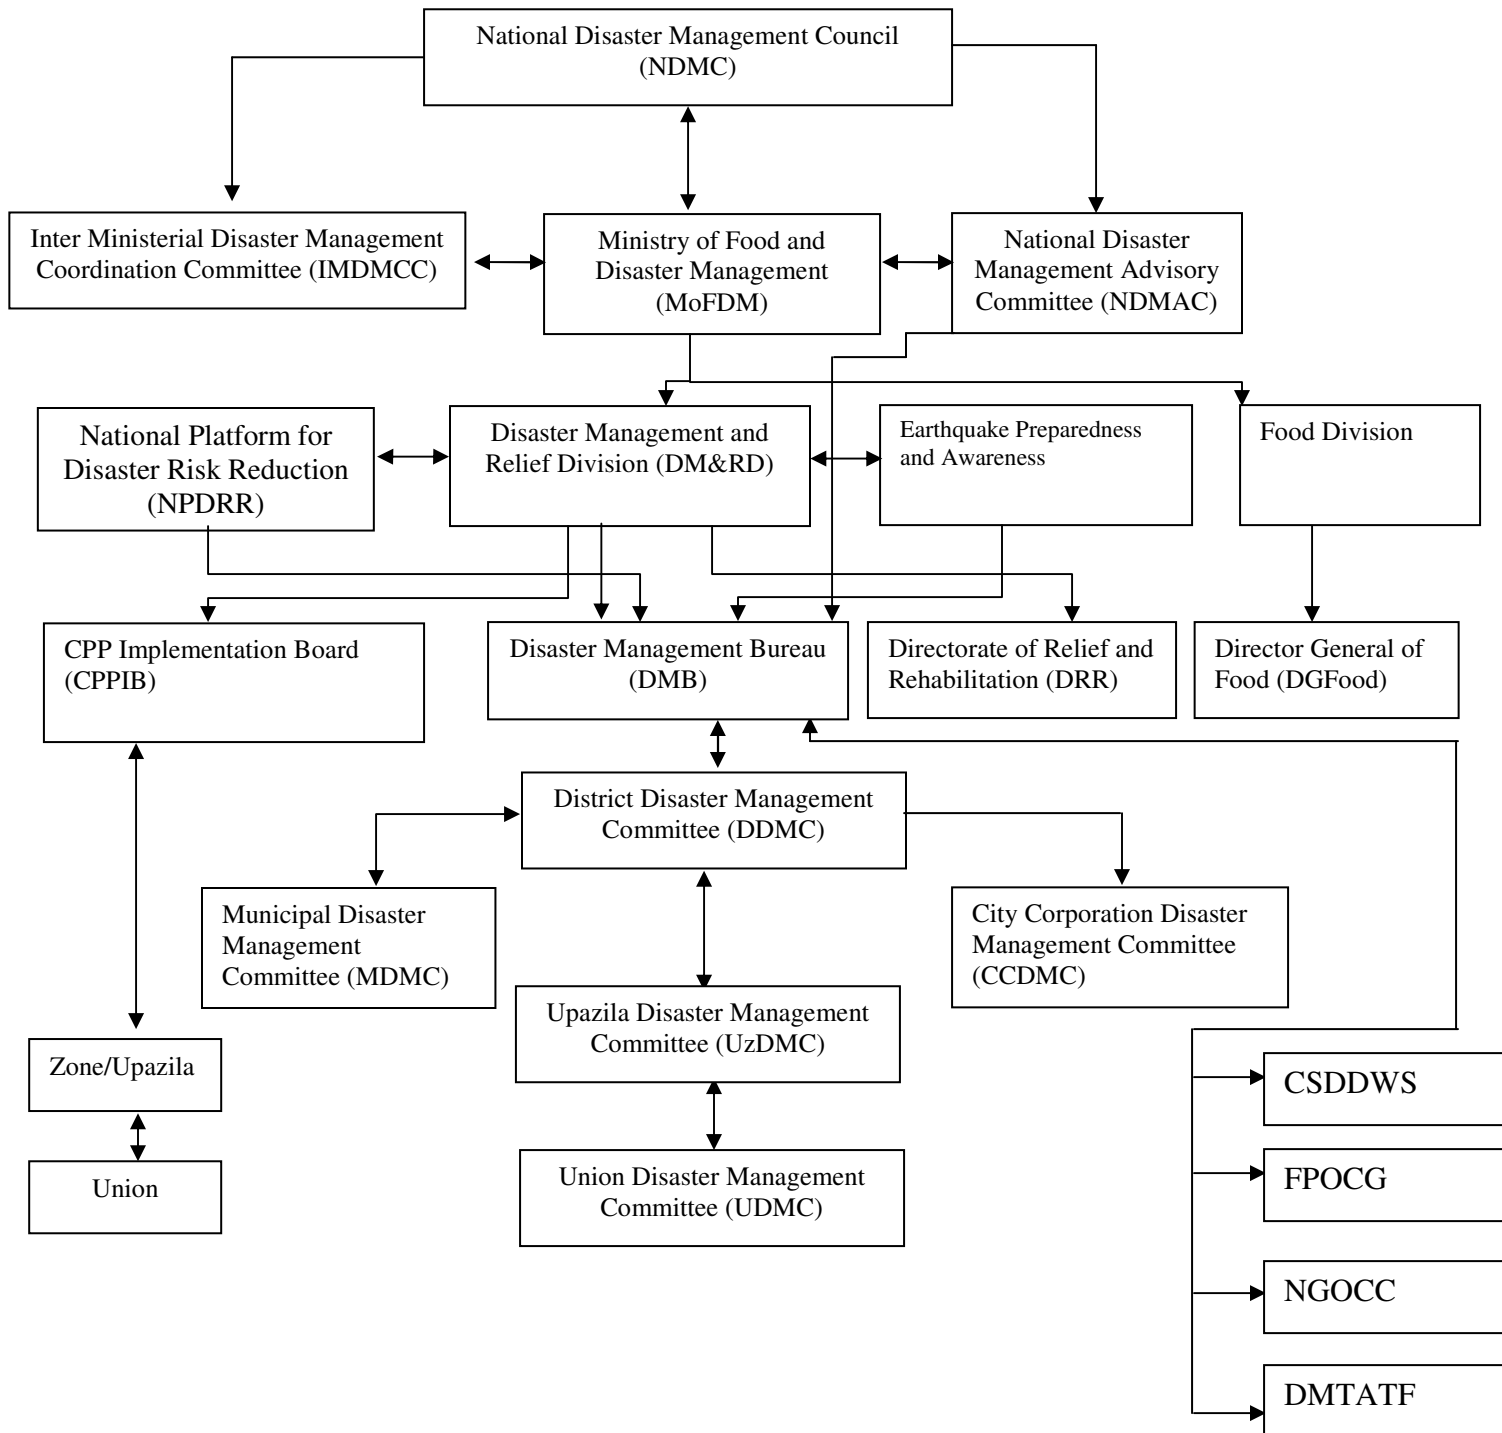 National Disaster Management Council
(NDMC)
Inter Ministerial Disaster Management
Coordination Committee (IMDMCC)
Ministry of Food and
Disaster Management
(MoFDM)
National Disaster
Management Advisory
Committee (NDMAC)
National Platform for
Disaster Risk Reduction
(NPDRR)
Disaster Management and
Relief Division (DM&RD)
Earthquake Preparedness
and Awareness
Food Division
CPP Implementation Board
(CPPIB)
Disaster Management Bureau
(DMB)
Directorate of Relief and
Rehabilitation (DRR)
Director General of
Food (DGFood)
District Disaster Management
Committee (DDMC)
Municipal Disaster
Management
Committee (MDMC)
City Corporation Disaster
Management Committee
(CCDMC)
Upazila Disaster Management
Committee (UzDMC)
Zone/Upazila
Union
Union Disaster Management
Committee (UDMC)
CSDDWS
FPOCG
NGOCC
DMTATF